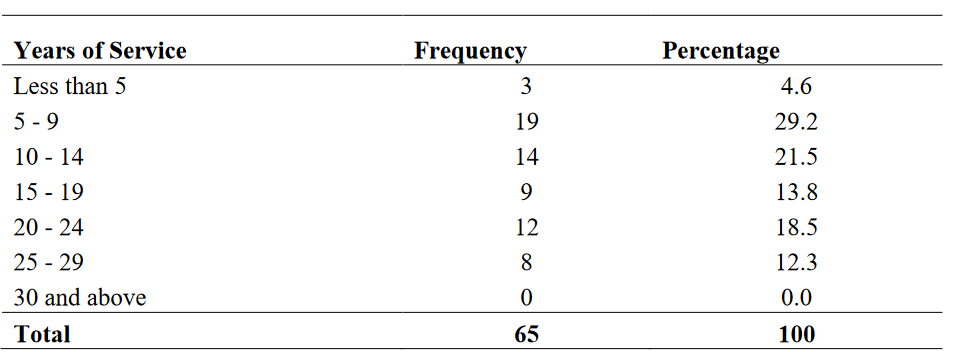 Years of Service Frequency Percentage
Less than 5 3 4.6
5 - 9 19 29.2
10 - 14 14 21.5
15 - 19 9 13.8
20 - 24 12 18.5
25 - 29 8 12.3
30 and above 0 0.0
Total 65 100